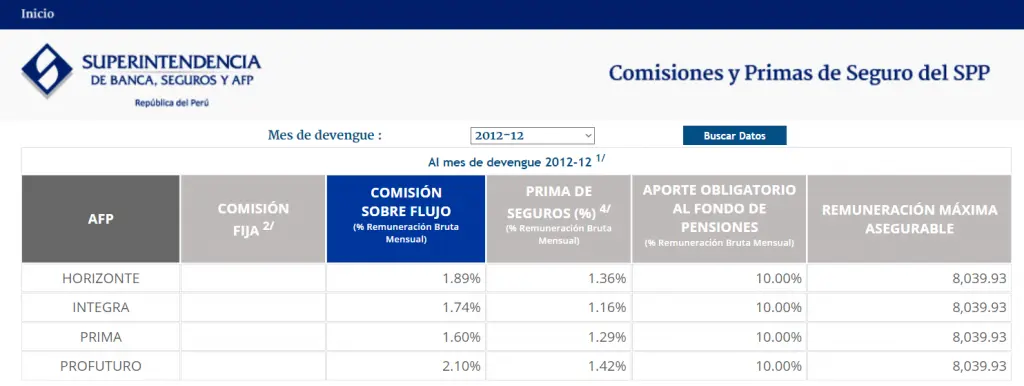 Inicio
SUPERINTENDENCIA
DE BANCA, SEGUROS Y AFP
República del Perú
Comisiones y Primas de Seguro del SPP
Mes de devengue : 2012-12 Buscar Datos
Al mes de devengue 2012-12 1/
AFP
COMISIÓN
FIJA 2/
COMISIÓN
SOBRE FLUJO
(% Remuneración Bruta
Mensual)
PRIMA DE
SEGUROS (%) 4/
(% Remuneración Bruta
Mensual)
APORTE OBLIGATORIO
AL FONDO DE
PENSIONES
(% Remuneración Bruta Mensual)
REMUNERACIÓN MÁXIMA
ASEGURABLE
HORIZONTE 1.89% 1.36% 10.00% 8,039.93
INTEGRA 1.74% 1.16% 10.00% 8,039.93
PRIMA 1.60% 1.29% 10.00% 8,039.93
PROFUTURO 2.10% 1.42% 10.00% 8,039.93